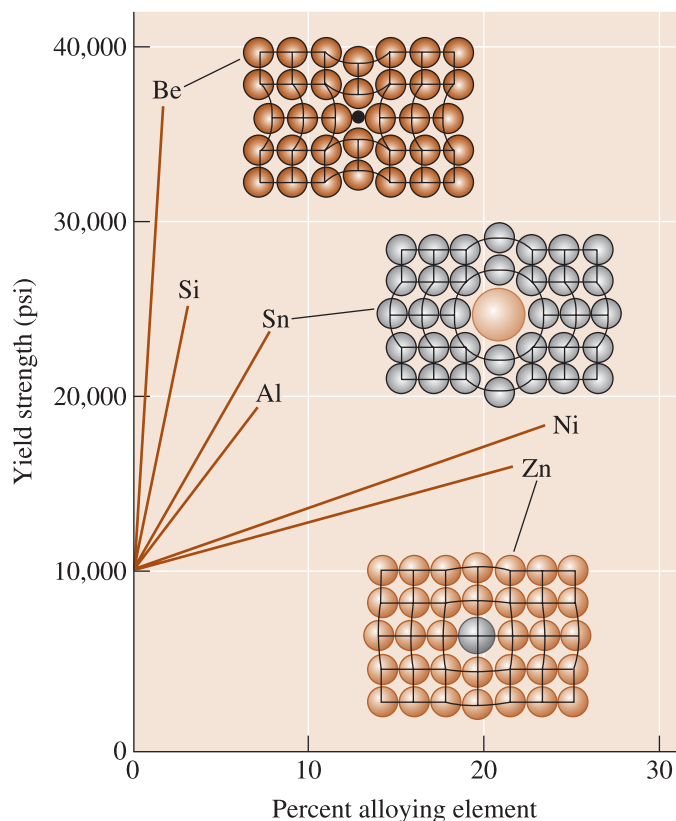 40,000
Be
30,000
Si
Sn
Yield strength (psi)
20,000
Al
Ni
Zn
10,000
0
0
10
20
30
Percent alloying element